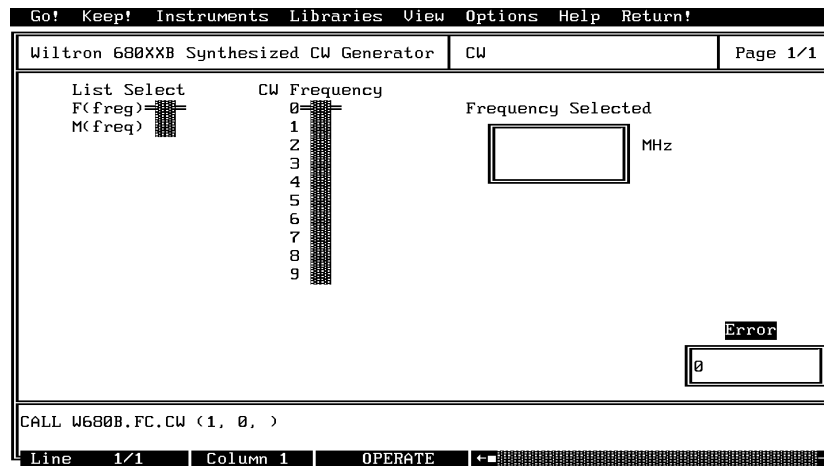 Go! Keep! Instruments Libraries View Options Help Return!
Wiltron 680XXB Synthesized CW Generator CW Page 1/1
List Select CW Frequency
F(freg) 0 Frequency Selected
M(freq) 1
2 MHz
3
4
5
6
7
8
9
Error
0
CALL W680B.FC.CW (1, 0, )
Line 1/1 Column 1 OPERATE